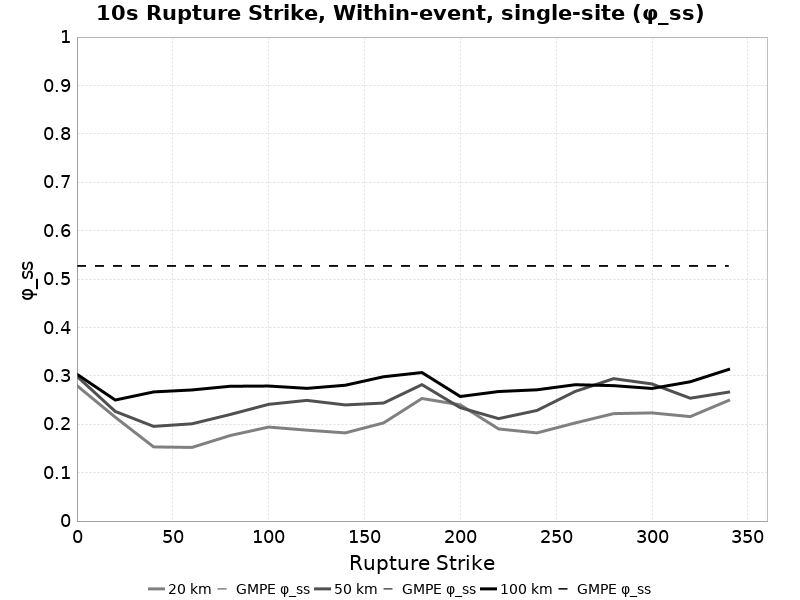 10s Rupture Strike, Within-event, single-site (φ_ss)
1
0.9
0.8
0.7
0.6
0.5
0.4
0.3
0.2
0.1
0
φ_ss
0 50 100 150 200 250 300 350
Rupture Strike
20 km GMPE φ_ss 50 km GMPE φ_ss 100 km GMPE φ_ss